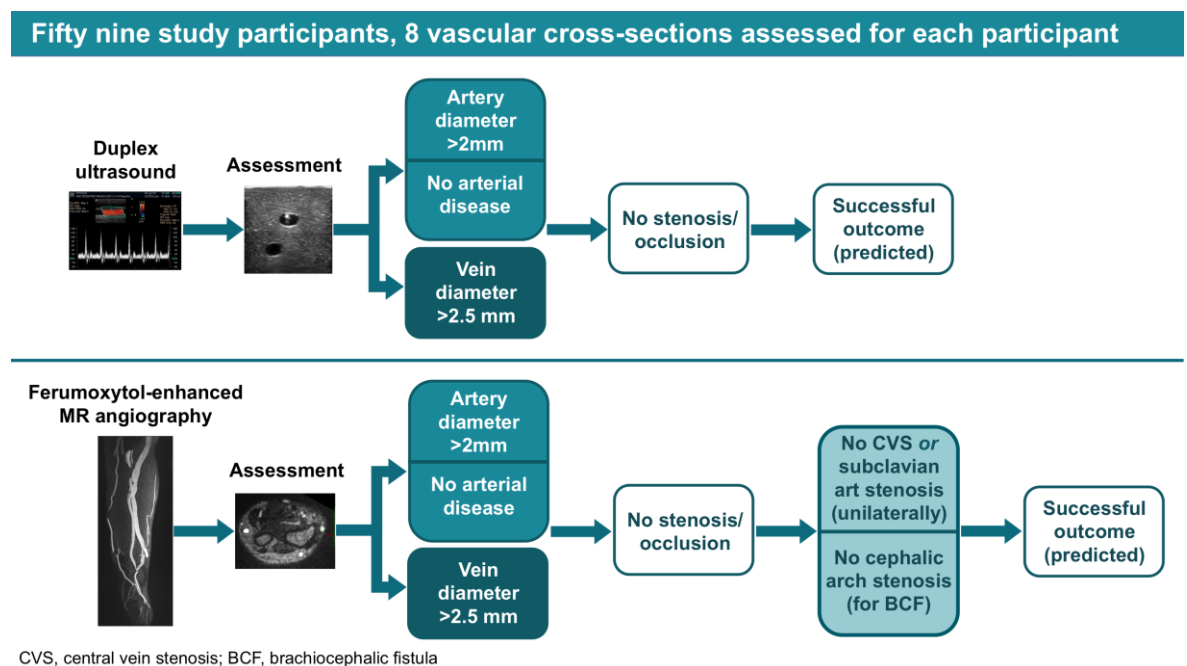 Fifty nine study participants, 8 vascular cross-sections assessed for each participant
Duplex
ultrasound
Assessment
Artery
diameter
>2mm
No arterial
disease
Vein
diameter
>2.5 mm
No stenosis/
occlusion
Successful
outcome
(predicted)
Ferumoxytol-enhanced
MR angiography
Assessment
Artery
diameter
>2mm
No arterial
disease
Vein
diameter
>2.5 mm
No stenosis/
occlusion
No CVS or
subclavian
art stenosis
(unilaterally)
No cephalic
arch stenosis
(for BCF)
Successful
outcome
(predicted)
CVS, central vein stenosis; BCF, brachiocephalic fistula